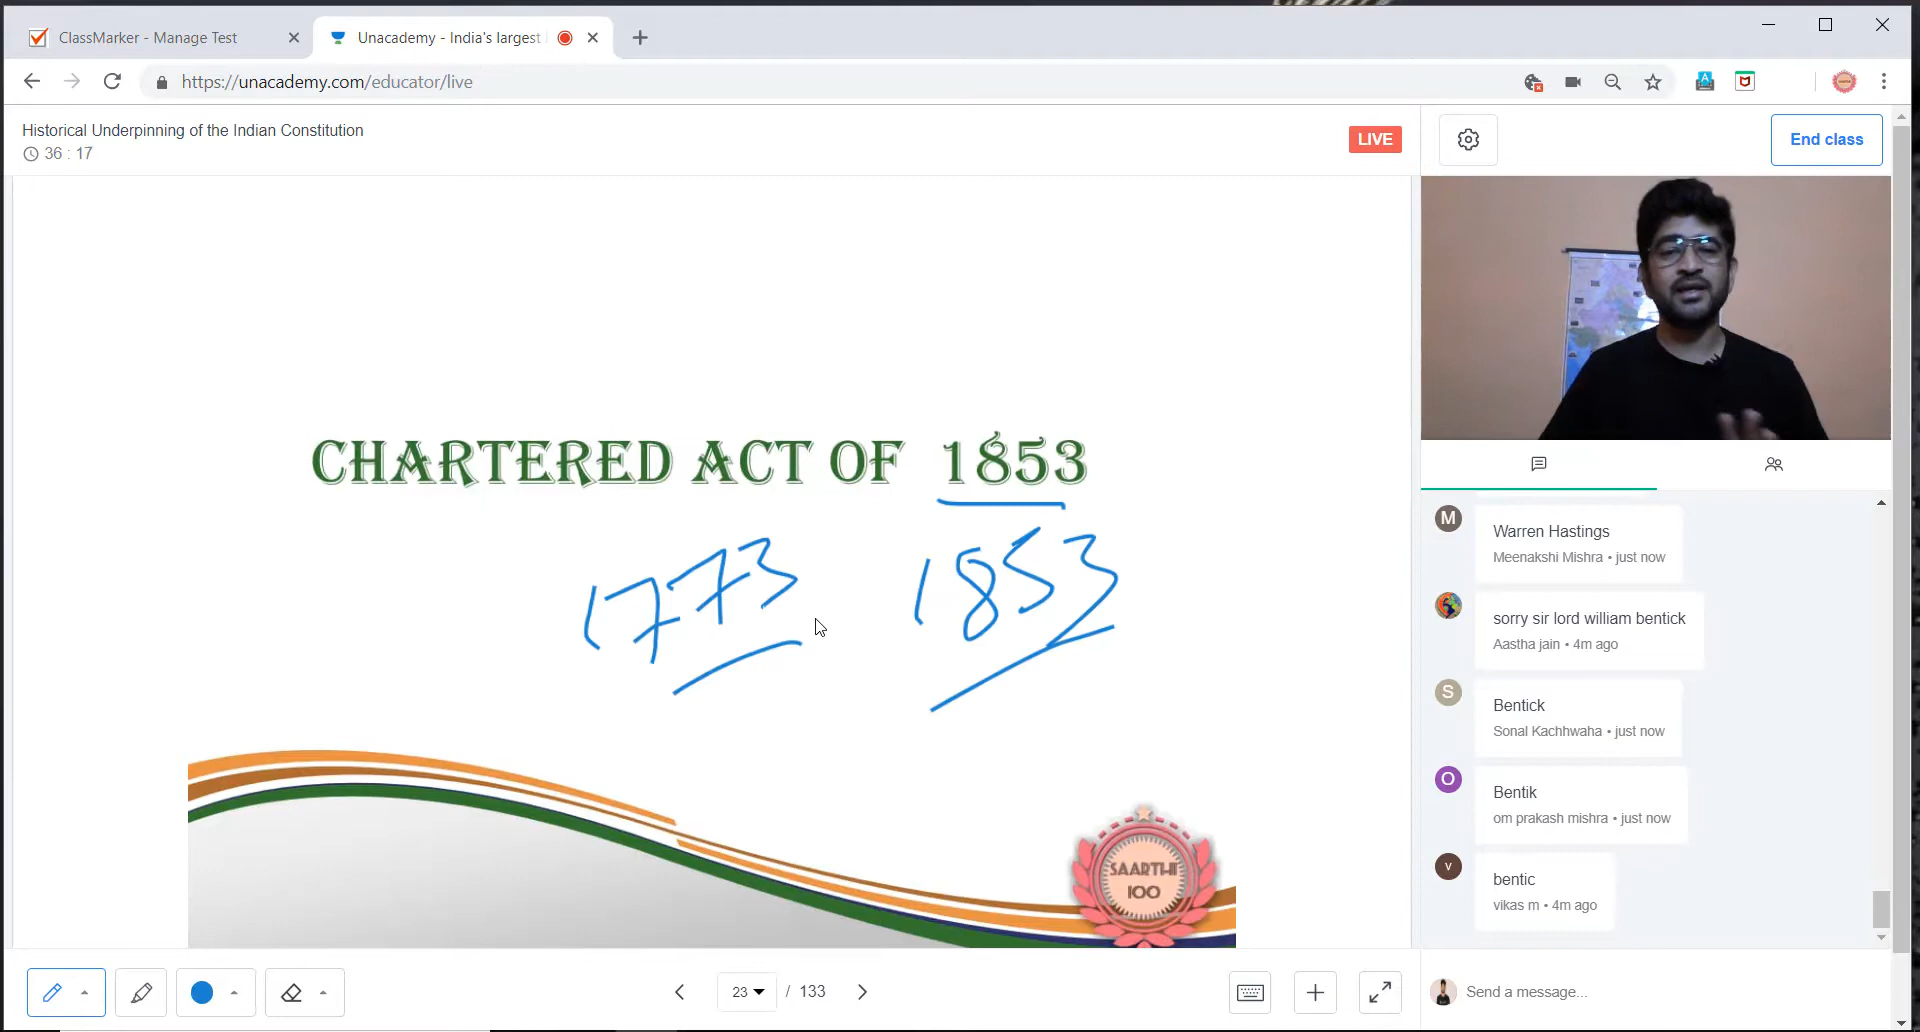 ClassMarker - Manage Test
Unacademy - India's largest
https://unacademy.com/educator/live
Historical Underpinning of the Indian Constitution
36 : 17
LIVE
End class
CHARTERED ACT OF 1853
1773 1853
SAARTHI
100
M
Warren Hastings
Meenakshi Mishra • just now
sorry sir lord william bentick
Aastha jain • 4m ago
S
Bentick
Sonal Kachhwaha • just now
O
Bentik
om prakash mishra • just now
v
bentic
vikas m • 4m ago
23 / 133
Send a message...